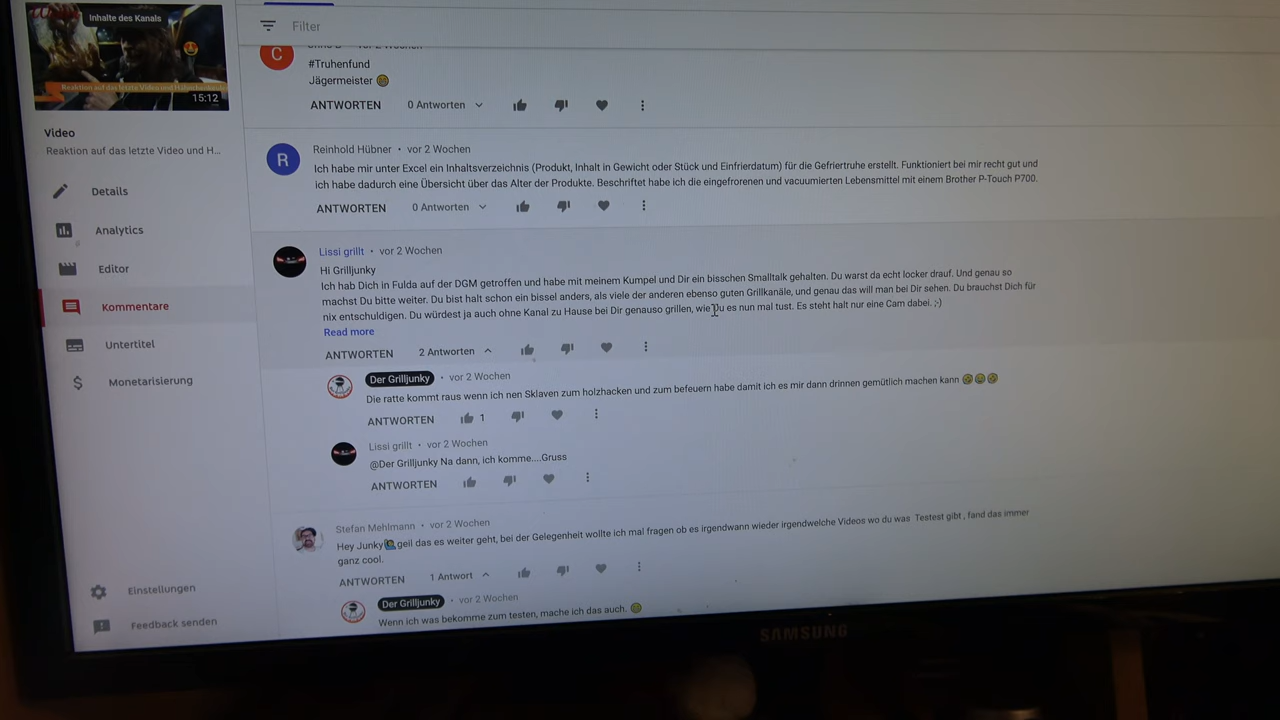 Inhalte des Kanals
Reaktion auf das letzte Video und Hähnchen
15:12
Video
Reaktion auf das letzte Video und H...
Details
Analytics
Editor
Kommentare
Untertitel
Monetarisierung
Einstellungen
Feedback senden
Filter
vor 2 Wochen
C
#Truhenfund
Jägermeister
ANTWORTEN 0 Antworten
R
Reinhold Hübner • vor 2 Wochen
Ich habe mir unter Excel ein Inhaltsverzeichnis (Produkt, Inhalt in Gewicht oder Stück und Einfrierdatum) für die Gefriertruhe erstellt. Funktioniert bei mir recht gut und
ich habe dadurch eine Übersicht über das Alter der Produkte. Beschriftet habe ich die eingefrorenen und vacuumierten Lebensmittel mit einem Brother P-Touch P700.
ANTWORTEN 0 Antworten
Lissi grillt • vor 2 Wochen
Hi Grilljunky
Ich hab Dich in Fulda auf der DGM getroffen und habe mit meinem Kumpel und Dir ein bisschen Smalltalk gehalten. Du warst da echt locker drauf. Und genau so
machst Du bitte weiter. Du bist halt schon ein bissel anders, als viele der anderen ebenso guten Grillkanäle, und genau das will man bei Dir sehen. Du brauchst Dich für
nix entschuldigen. Du würdest ja auch ohne Kanal zu Hause bei Dir genauso grillen, wie Du es nun mal tust. Es steht halt nur eine Cam dabei. ;-)
Read more
ANTWORTEN 2 Antworten
Der Grilljunky • vor 2 Wochen
Die ratte kommt raus wenn ich nen Sklaven zum holzhacken und zum befeuern habe damit ich es mir dann drinnen gemütlich machen kann
ANTWORTEN 1
Lissi grillt • vor 2 Wochen
@Der Grilljunky Na dann, ich komme....Gruss
ANTWORTEN
Stefan Mehlmann • vor 2 Wochen
Hey Junky geil das es weiter geht, bei der Gelegenheit wollte ich mal fragen ob es irgendwann wieder irgendwelche Videos wo du was Testest gibt , fand das immer
ganz cool.
ANTWORTEN 1 Antwort
Der Grilljunky • vor 2 Wochen
Wenn ich was bekomme zum testen, mache ich das auch.
SAMSUNG